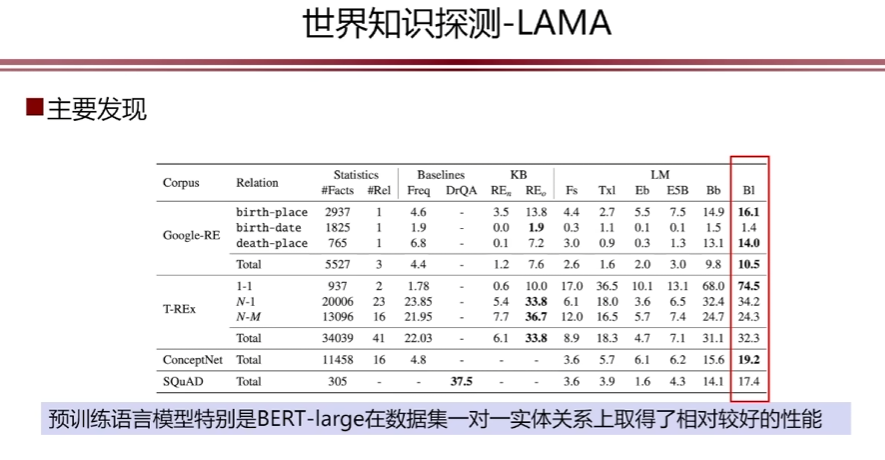 世界知识探测-LAMA
主要发现
Corpus Relation Statistics Baselines KB LM
#Facts #Rel Freq DrQA REn REo Fs Txl Eb E5B Bb Bl
Google-RE
birth-place 2937 1 4.6 - 3.5 13.8 4.4 2.7 5.5 7.5 14.9 16.1
birth-date 1825 1 1.9 - 0.0 1.9 0.3 1.1 0.1 0.1 1.5 1.4
death-place 765 1 6.8 - 0.1 7.2 3.0 0.9 0.3 1.3 13.1 14.0
Total 5527 3 4.4 - 1.2 7.6 2.6 1.6 2.0 3.0 9.8 10.5
T-REx
1-1 937 2 1.78 - 0.6 10.0 17.0 36.5 10.1 13.1 68.0 74.5
N-1 20006 23 23.85 - 5.4 33.8 6.1 18.0 3.6 6.5 32.4 34.2
N-M 13096 16 21.95 - 7.7 36.7 12.0 16.5 5.7 7.4 24.7 24.3
Total 34039 41 22.03 - 6.1 33.8 8.9 18.3 4.7 7.1 31.1 32.3
ConceptNet Total 11458 16 4.8 - - - 3.6 5.7 6.1 6.2 15.6 19.2
SQuAD Total 305 - - 37.5 - - 3.6 3.9 1.6 4.3 14.1 17.4
预训练语言模型特别是BERT-large在数据集一对一实体关系上取得了相对较好的性能